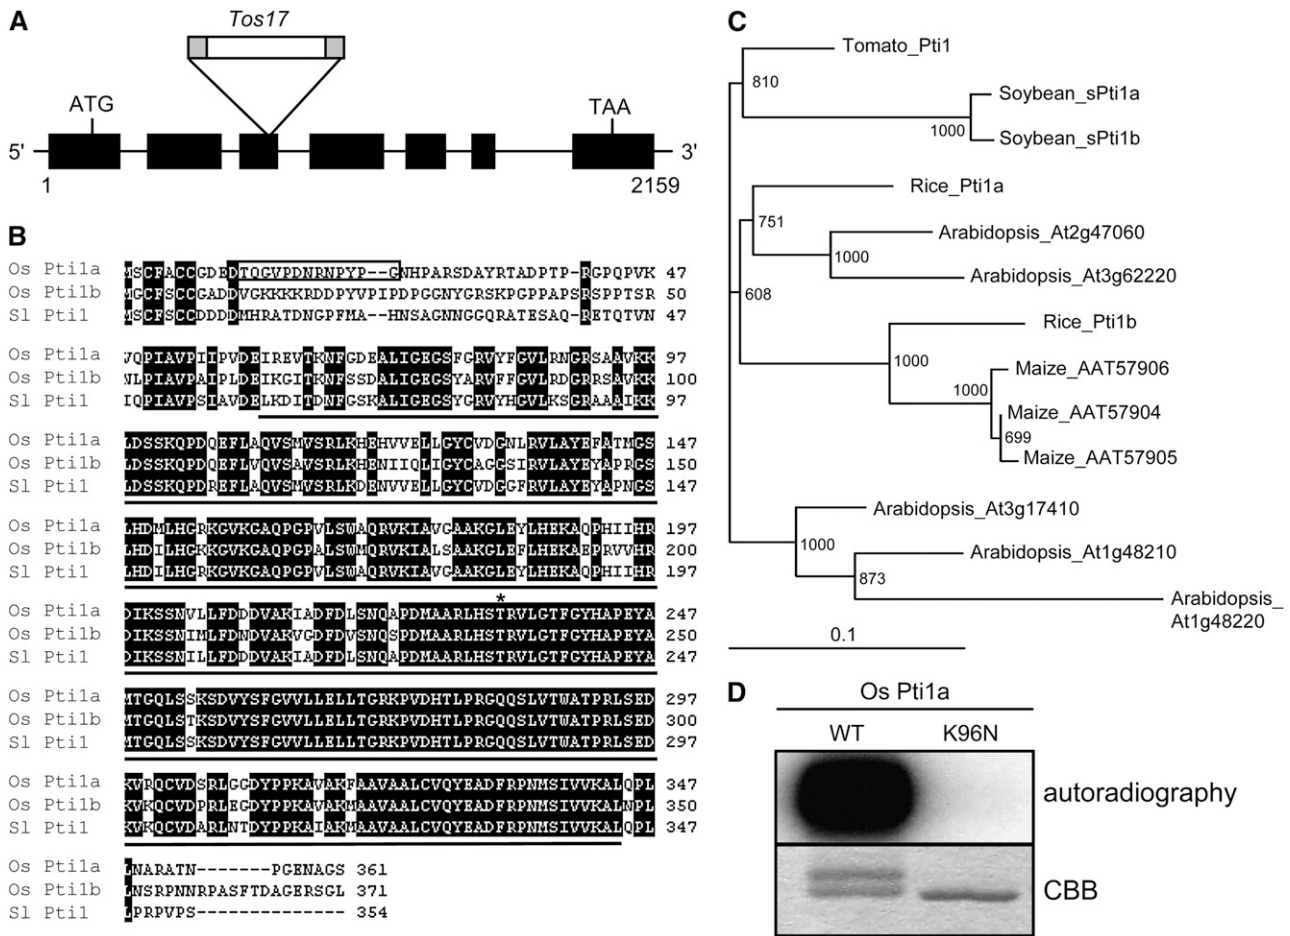 A
Tos17
ATG
TAA
5'
3'
1
2159
B
Os Pti1a MSCFACCGDEDTQGVPDNRNPYP--GNHPARSDAYRTADPTP-RGPQPVK 47
Os Pti1b MGCFSCCGADDVGKKKKRDDPYVPIPDPGGNYGRSKPGPPAPSRSPPTSR 50
Sl Pti1 MSCFSCCDDDDMHRATDNGPFMA--HNSAGNNGGQRATESAQ-RETQTVN 47
Os Pti1a VQPIAVPIIPVDEIREVTKNFGDEALIGEGSFGRVYFGVLRNGRSAAVKK 97
Os Pti1b NLPIAVPAIPLDEIKGITKNFSSDALIGEGSYARVFFGVLRDGRRSAVKK 100
Sl Pti1 IQPIAVPSIAVDELKDITDNFGSKALIGEGSYGRVYHGVLKSGRAAAIKK 97
Os Pti1a LDSSKQPDQEFLAQVSMVSRLKHEHVVELLGYCVDGNLRVLAYEFATMGS 147
Os Pti1b LDSSKQPDQEFLVQVSAVSRLKHENIIQLIGYCAGGSIRVLAYEYAPRGS 150
Sl Pti1 LDSSKQPDREFLAQVSMVSRLKDENVVELLGYCVDGGFRVLAYEYAPNGS 147
Os Pti1a LHDMLHGRKGVKGAQPGPVLSWAQRVKIAVGAAKGLEYLHEKAQPHIIHR 197
Os Pti1b LHDILHGKKGVKGAQPGPALSWMQRVKIALSAAKGLEFLHEKAEPRVVHR 200
Sl Pti1 LHDILHGRKGVKGAQPGPVLSWAQRVKIAVGAAKGLEYLHEKAQPHIIHR 197
*
Os Pti1a DIKSSNVLLFDDDVAKIADFDLSNQAPDMAARLHSTRVLGTFGYHAPEYA 247
Os Pti1b DIKSSNIMLFDNDVAKVGDFDVSNQSPDMAARLHSTRVLGTFGYHAPEYA 250
Sl Pti1 DIKSSNILLFDDDVAKIADFDLSNQAPDMAARLHSTRVLGTFGYHAPEYA 247
Os Pti1a MTGQLSSKSDVYSFGVVLLELLTGRKPVDHTLPRGQQSLVTWATPRLSED 297
Os Pti1b MTGQLSTKSDVYSFGVVLLELLTGRKPVDHTLPRGQQSLVTWATPRLSED 300
Sl Pti1 MTGQLSSKSDVYSFGVVLLELLTGRKPVDHTLPRGQQSLVTWATPRLSED 297
Os Pti1a KVRQCVDSRLGGDYPPKAVAKFAAVAALCVQYEADFRPNMSIVVKALQPL 347
Os Pti1b KVKQCVDPRLEGDYPPKAVAKMAAVAALCVQYEADFRPNMSIVVKALNPL 350
Sl Pti1 KVKQCVDARLNTDYPPKAIAKMAAVAALCVQYEADFRPNMSIVVKALQPL 347
Os Pti1a LNARATN-------PGENAGS 361
Os Pti1b LNSRPNNRPASFTDAGERSGL 371
Sl Pti1 LPRPVPS-------------- 354
C
Tomato_Pti1
810
Soybean_sPti1a
1000
Soybean_sPti1b
Rice_Pti1a
751
Arabidopsis_At2g47060
1000
Arabidopsis_At3g62220
608
Rice_Pti1b
1000
Maize_AAT57906
1000
Maize_AAT57904
699
Maize_AAT57905
Arabidopsis_At3g17410
1000
Arabidopsis_At1g48210
873
Arabidopsis_
At1g48220
0.1
D
Os Pti1a
WT
K96N
autoradiography
CBB